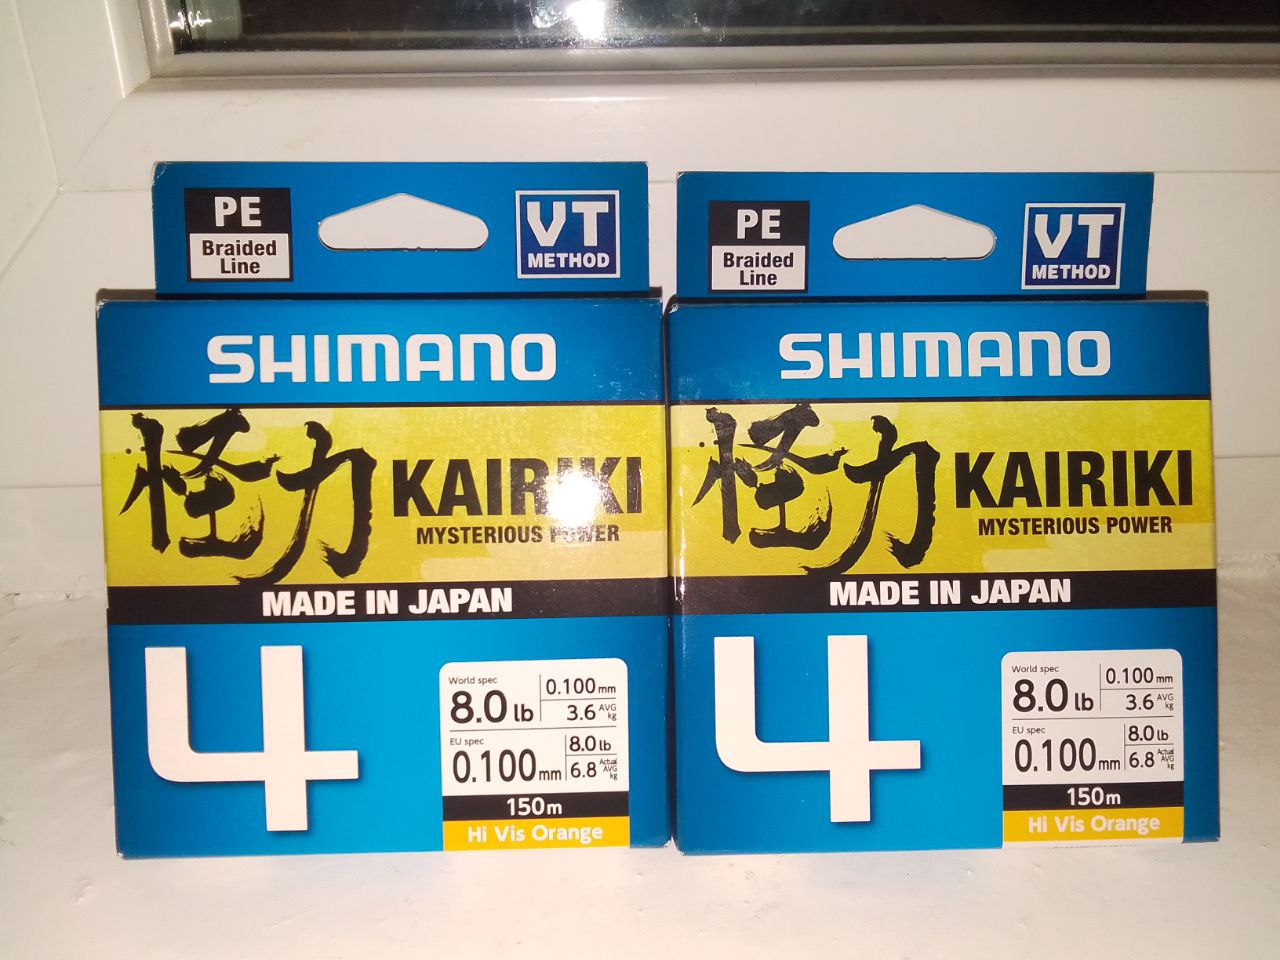 PE
Braided
Line
VT
METHOD
SHIMANO
怪力
KAIRIKI
MYSTERIOUS POWER
MADE IN JAPAN
4
World spec
8.0 lb
0.100 mm
3.6 AVG kg
EU spec
0.100 mm
8.0 lb
6.8 Actual AVG kg
150m
Hi Vis Orange
PE
Braided
Line
VT
METHOD
SHIMANO
怪力
KAIRIKI
MYSTERIOUS POWER
MADE IN JAPAN
4
World spec
8.0 lb
0.100 mm
3.6 AVG kg
EU spec
0.100 mm
8.0 lb
6.8 Actual AVG kg
150m
Hi Vis Orange